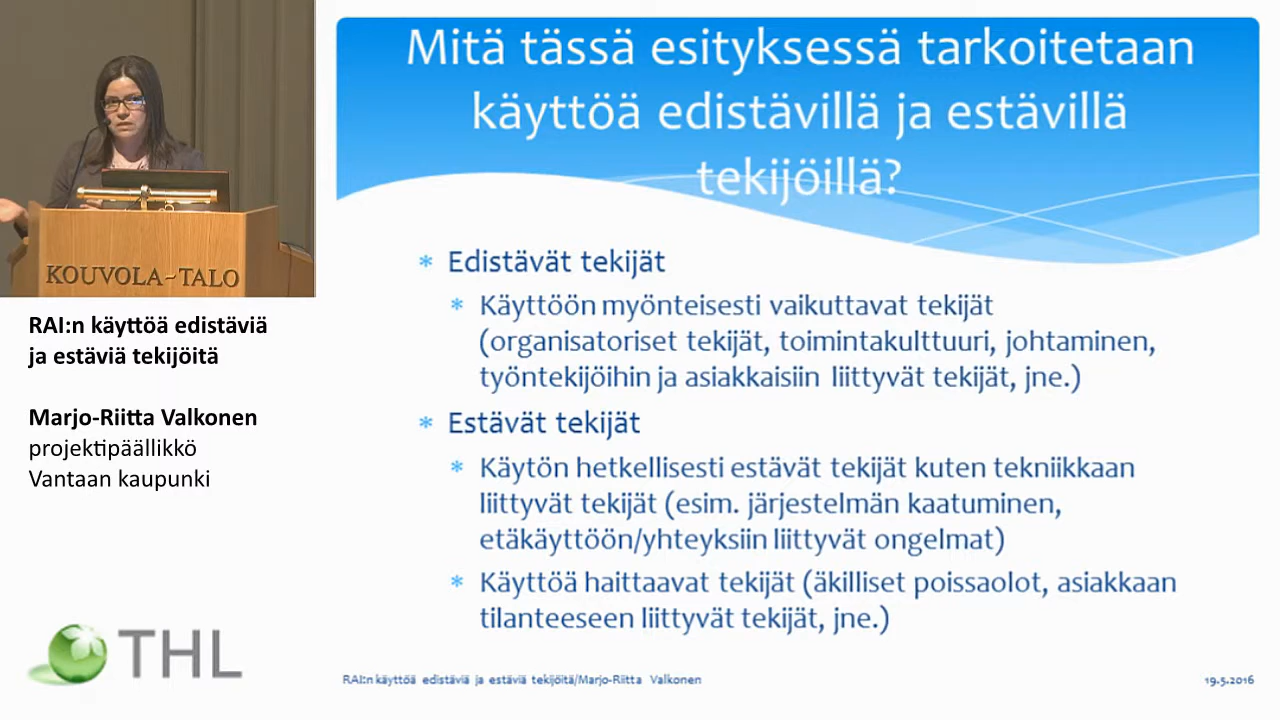 Mitä tässä esityksessä tarkoitetaan
käyttöä edistävillä ja estävillä
tekijöillä?
KOUVOLA-TALO
RAI:n käyttöä edistäviä
ja estäviä tekijöitä
Marjo-Riitta Valkonen
projektipäällikkö
Vantaan kaupunki
* Edistävät tekijät
* Käyttöön myönteisesti vaikuttavat tekijät
(organisatoriset tekijät, toimintakulttuuri, johtaminen,
työntekijöihin ja asiakkaisiin liittyvät tekijät, jne.)
* Estävät tekijät
* Käytön hetkellisesti estävät tekijät kuten tekniikkaan
liittyvät tekijät (esim. järjestelmän kaatuminen,
etäkäyttöön/yhteyksiin liittyvät ongelmat)
* Käyttöä haittaavat tekijät (äkilliset poissaolot, asiakkaan
tilanteeseen liittyvät tekijät, jne.)
THL
RAI:n käyttöä edistäviä ja estäviä tekijöitä/Marjo-Riitta Valkonen
19.5.2016